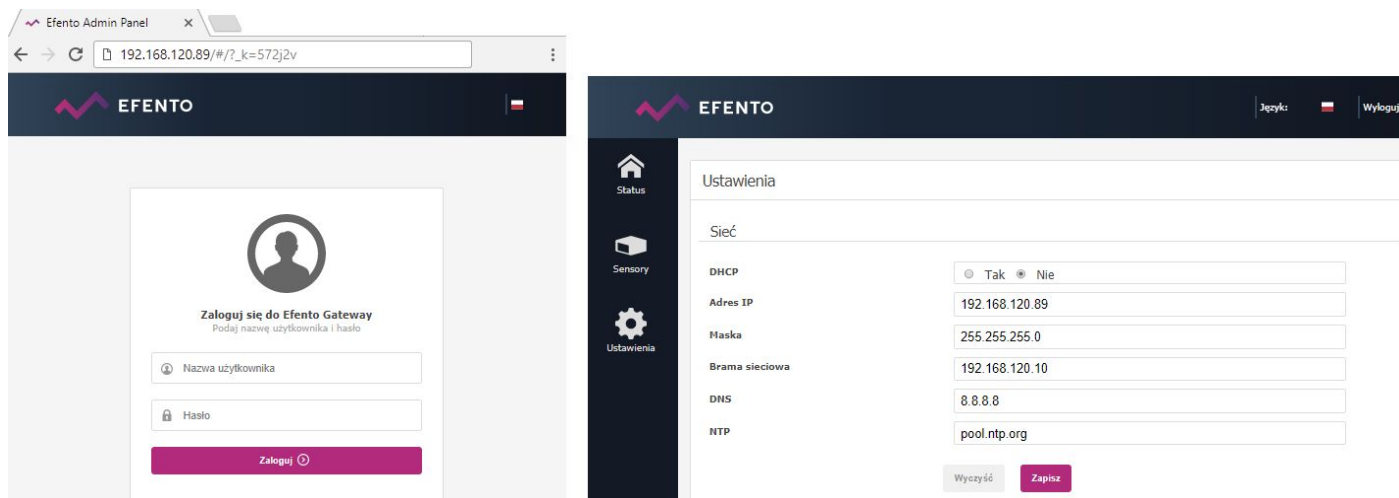 Efento Admin Panel
192.168.120.89/#/?_k=572j2v
EFENTO
Zaloguj się do Efento Gateway
Podaj nazwę użytkownika i hasło
Nazwa użytkownika
Hasło
Zaloguj
EFENTO
Język:
Wyloguj
Status
Sensory
Ustawienia
Ustawienia
Sieć
DHCP Tak Nie
Adres IP 192.168.120.89
Maska 255.255.255.0
Brama sieciowa 192.168.120.10
DNS 8.8.8.8
NTP pool.ntp.org
Wyczyść Zapisz